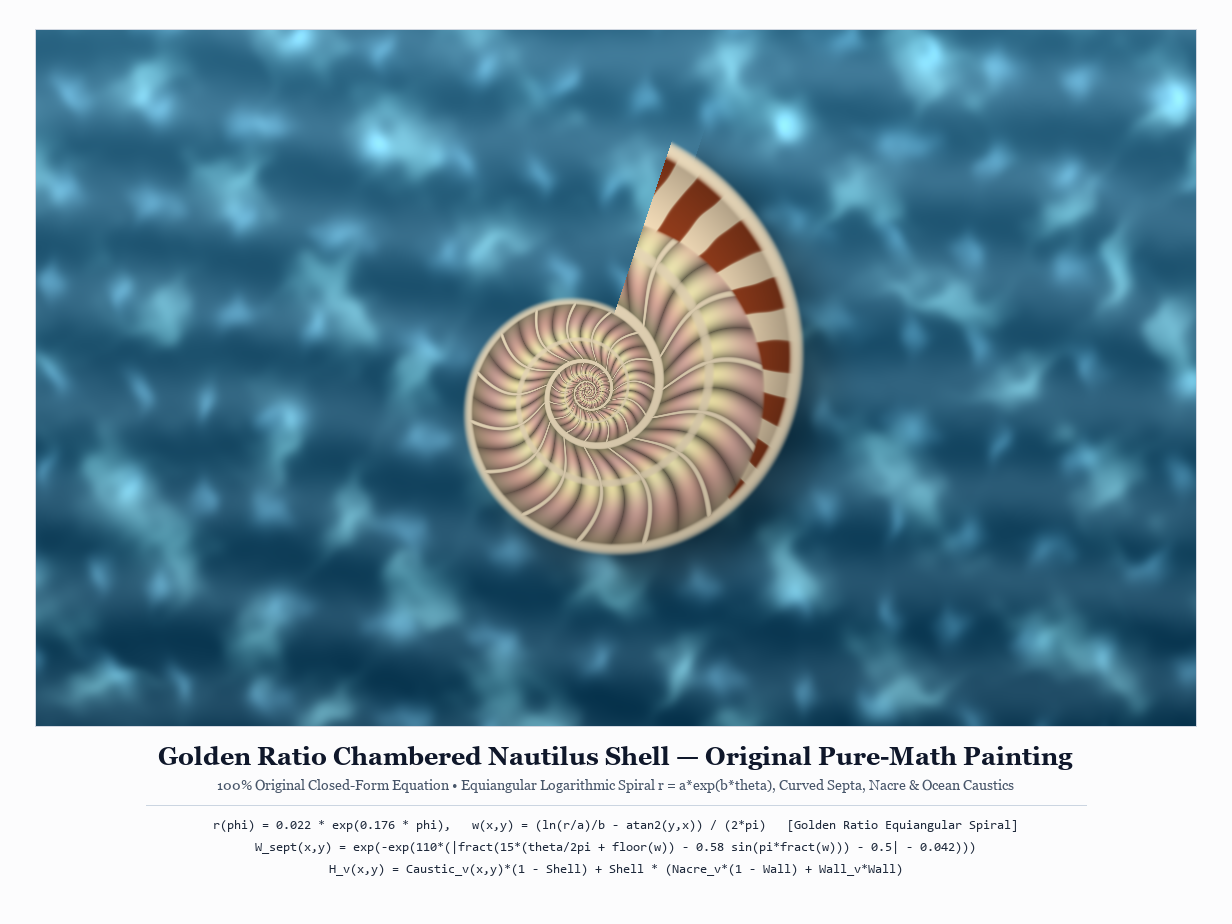 Golden Ratio Chambered Nautilus Shell — Original Pure-Math Painting
100% Original Closed-Form Equation • Equiangular Logarithmic Spiral r = a*exp(b*theta), Curved Septa, Nacre & Ocean Caustics
r(phi) = 0.022 * exp(0.176 * phi),   w(x,y) = (ln(r/a)/b - atan2(y,x)) / (2*pi)   [Golden Ratio Equiangular Spiral]
W_sept(x,y) = exp(-exp(110*(|fract(15*(theta/2pi + floor(w)) - 0.58 sin(pi*fract(w))) - 0.5| - 0.042)))
H_v(x,y) = Caustic_v(x,y)*(1 - Shell) + Shell * (Nacre_v*(1 - Wall) + Wall_v*Wall)